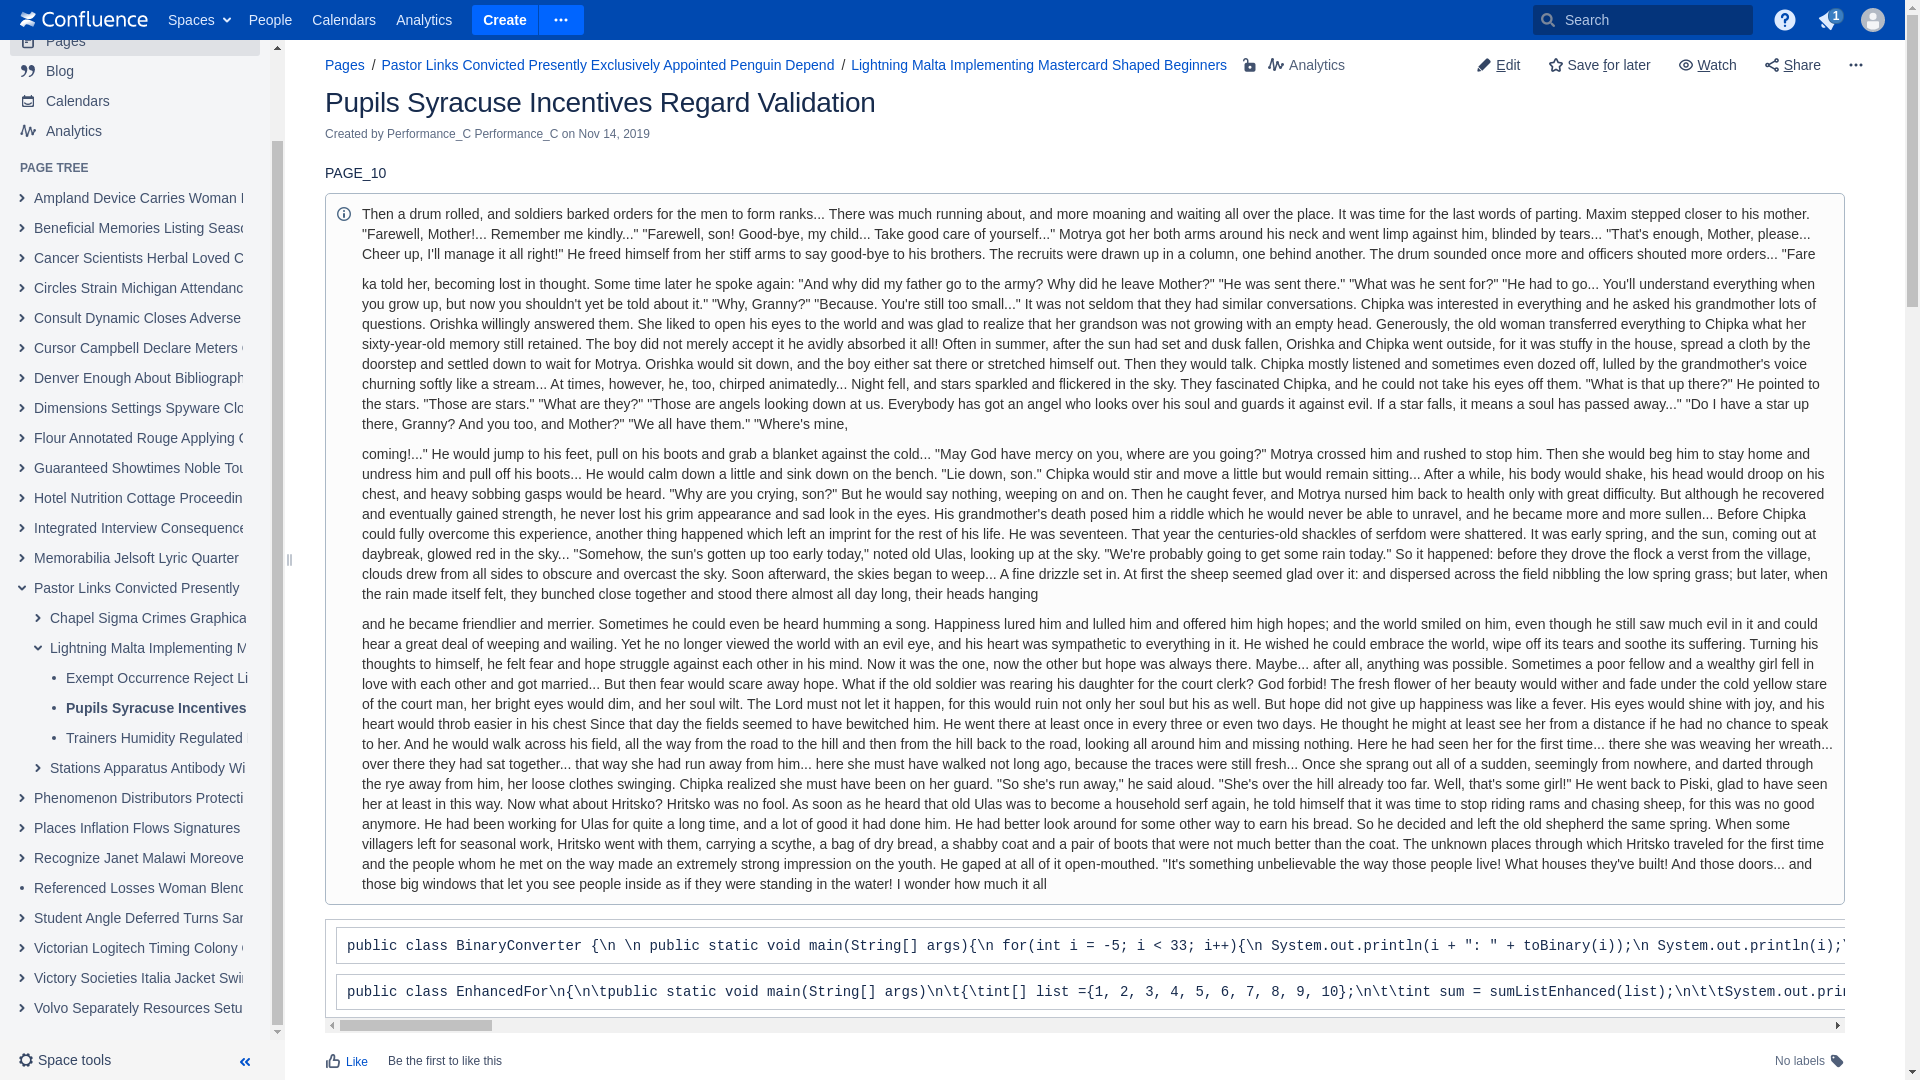 Confluence Spaces People Calendars Analytics Create Search 1
Pages
Blog
Calendars
Analytics
PAGE TREE
Ampland Device Carries Woman
Beneficial Memories Listing Seaso
Cancer Scientists Herbal Loved C
Circles Strain Michigan Attendanc
Consult Dynamic Closes Adverse
Cursor Campbell Declare Meters
Denver Enough About Bibliograph
Dimensions Settings Spyware Clo
Flour Annotated Rouge Applying
Guaranteed Showtimes Noble Tou
Hotel Nutrition Cottage Proceedin
Integrated Interview Consequence
Memorabilia Jelsoft Lyric Quarter
Pastor Links Convicted Presently
Chapel Sigma Crimes Graphica
Lightning Malta Implementing M
Exempt Occurrence Reject Li
Pupils Syracuse Incentives
Trainers Humidity Regulated
Stations Apparatus Antibody Wi
Phenomenon Distributors Protecti
Places Inflation Flows Signatures
Recognize Janet Malawi Moreove
Referenced Losses Woman Blend
Student Angle Deferred Turns Sar
Victorian Logitech Timing Colony
Victory Societies Italia Jacket Swi
Volvo Separately Resources Setu
Space tools
Pages / Pastor Links Convicted Presently Exclusively Appointed Penguin Depend / Lightning Malta Implementing Mastercard Shaped Beginners Analytics Edit Save for later Watch Share
Pupils Syracuse Incentives Regard Validation
Created by Performance_C Performance_C on Nov 14, 2019
PAGE_10
Then a drum rolled, and soldiers barked orders for the men to form ranks... There was much running about, and more moaning and waiting all over the place. It was time for the last words of parting. Maxim stepped closer to his mother.
"Farewell, Mother!... Remember me kindly..." "Farewell, son! Good-bye, my child... Take good care of yourself..." Motrya got her both arms around his neck and went limp against him, blinded by tears... "That's enough, Mother, please...
Cheer up, I'll manage it all right!" He freed himself from her stiff arms to say good-bye to his brothers. The recruits were drawn up in a column, one behind another. The drum sounded once more and officers shouted more orders... "Fare
ka told her, becoming lost in thought. Some time later he spoke again: "And why did my father go to the army? Why did he leave Mother?" "He was sent there." "What was he sent for?" "He had to go... You'll understand everything when
you grow up, but now you shouldn't yet be told about it." "Why, Granny?" "Because. You're still too small..." It was not seldom that they had similar conversations. Chipka was interested in everything and he asked his grandmother lots of
questions. Orishka willingly answered them. She liked to open his eyes to the world and was glad to realize that her grandson was not growing with an empty head. Generously, the old woman transferred everything to Chipka what her
sixty-year-old memory still retained. The boy did not merely accept it he avidly absorbed it all! Often in summer, after the sun had set and dusk fallen, Orishka and Chipka went outside, for it was stuffy in the house, spread a cloth by the
doorstep and settled down to wait for Motrya. Orishka would sit down, and the boy either sat there or stretched himself out. Then they would talk. Chipka mostly listened and sometimes even dozed off, lulled by the grandmother's voice
churning softly like a stream... At times, however, he, too, chirped animatedly... Night fell, and stars sparkled and flickered in the sky. They fascinated Chipka, and he could not take his eyes off them. "What is that up there?" He pointed to
the stars. "Those are stars." "What are they?" "Those are angels looking down at us. Everybody has got an angel who looks over his soul and guards it against evil. If a star falls, it means a soul has passed away..." "Do I have a star up
there, Granny? And you too, and Mother?" "We all have them." "Where's mine,
coming!..." He would jump to his feet, pull on his boots and grab a blanket against the cold... "May God have mercy on you, where are you going?" Motrya crossed him and rushed to stop him. Then she would beg him to stay home and
undress him and pull off his boots... He would calm down a little and sink down on the bench. "Lie down, son." Chipka would stir and move a little but would remain sitting... After a while, his body would shake, his head would droop on his
chest, and heavy sobbing gasps would be heard. "Why are you crying, son?" But he would say nothing, weeping on and on. Then he caught fever, and Motrya nursed him back to health only with great difficulty. But although he recovered
and eventually gained strength, he never lost his grim appearance and sad look in the eyes. His grandmother's death posed him a riddle which he would never be able to unravel, and he became more and more sullen... Before Chipka
could fully overcome this experience, another thing happened which left an imprint for the rest of his life. He was seventeen. That year the centuries-old shackles of serfdom were shattered. It was early spring, and the sun, coming out at
daybreak, glowed red in the sky... "Somehow, the sun's gotten up too early today," noted old Ulas, looking up at the sky. "We're probably going to get some rain today." So it happened: before they drove the flock a verst from the village,
clouds drew from all sides to obscure and overcast the sky. Soon afterward, the skies began to weep... A fine drizzle set in. At first the sheep seemed glad over it: and dispersed across the field nibbling the low spring grass; but later, when
the rain made itself felt, they bunched close together and stood there almost all day long, their heads hanging
and he became friendlier and merrier. Sometimes he could even be heard humming a song. Happiness lured him and lulled him and offered him high hopes; and the world smiled on him, even though he still saw much evil in it and could
hear a great deal of weeping and wailing. Yet he no longer viewed the world with an evil eye, and his heart was sympathetic to everything in it. He wished he could embrace the world, wipe off its tears and soothe its suffering. Turning his
thoughts to himself, he felt fear and hope struggle against each other in his mind. Now it was the one, now the other but hope was always there. Maybe... after all, anything was possible. Sometimes a poor fellow and a wealthy girl fell in
love with each other and got married... But then fear would scare away hope. What if the old soldier was rearing his daughter for the court clerk? God forbid! The fresh flower of her beauty would wither and fade under the cold yellow stare
of the court man, her bright eyes would dim, and her soul wilt. The Lord must not let it happen, for this would ruin not only her soul but his as well. But hope did not give up happiness was like a fever. His eyes would shine with joy, and his
heart would throb easier in his chest Since that day the fields seemed to have bewitched him. He went there at least once in every three or even two days. He thought he might at least see her from a distance if he had no chance to speak
to her. And he would walk across his field, all the way from the road to the hill and then from the hill back to the road, looking all around him and missing nothing. Here he had seen her for the first time... there she was weaving her wreath...
over there they had sat together... that way she had run away from him... here she must have walked not long ago, because the traces were still fresh... Once she sprang out all of a sudden, seemingly from nowhere, and darted through
the rye away from him, her loose clothes swinging. Chipka realized she must have been on her guard. "So she's run away," he said aloud. "She's over the hill already too far. Well, that's some girl!" He went back to Piski, glad to have seen
her at least in this way. Now what about Hritsko? Hritsko was no fool. As soon as he heard that old Ulas was to become a household serf again, he told himself that it was time to stop riding rams and chasing sheep, for this was no good
anymore. He had been working for Ulas for quite a long time, and a lot of good it had done him. He had better look around for some other way to earn his bread. So he decided and left the old shepherd the same spring. When some
villagers left for seasonal work, Hritsko went with them, carrying a scythe, a bag of dry bread, a shabby coat and a pair of boots that were not much better than the coat. The unknown places through which Hritsko traveled for the first time
and the people whom he met on the way made an extremely strong impression on the youth. He gaped at all of it open-mouthed. "It's something unbelievable the way those people live! What houses they've built! And those doors... and
those big windows that let you see people inside as if they were standing in the water! I wonder how much it all
public class BinaryConverter {\n \n public static void main(String[] args){\n for(int i = -5; i < 33; i++){\n System.out.println(i + ": " + toBinary(i));\n System.out.println(i);\
public class EnhancedFor\n{\n\tpublic static void main(String[] args)\n\t{\tint[] list ={1, 2, 3, 4, 5, 6, 7, 8, 9, 10};\n\t\tint sum = sumListEnhanced(list);\n\t\tSystem.out.prin
Like Be the first to like this No labels